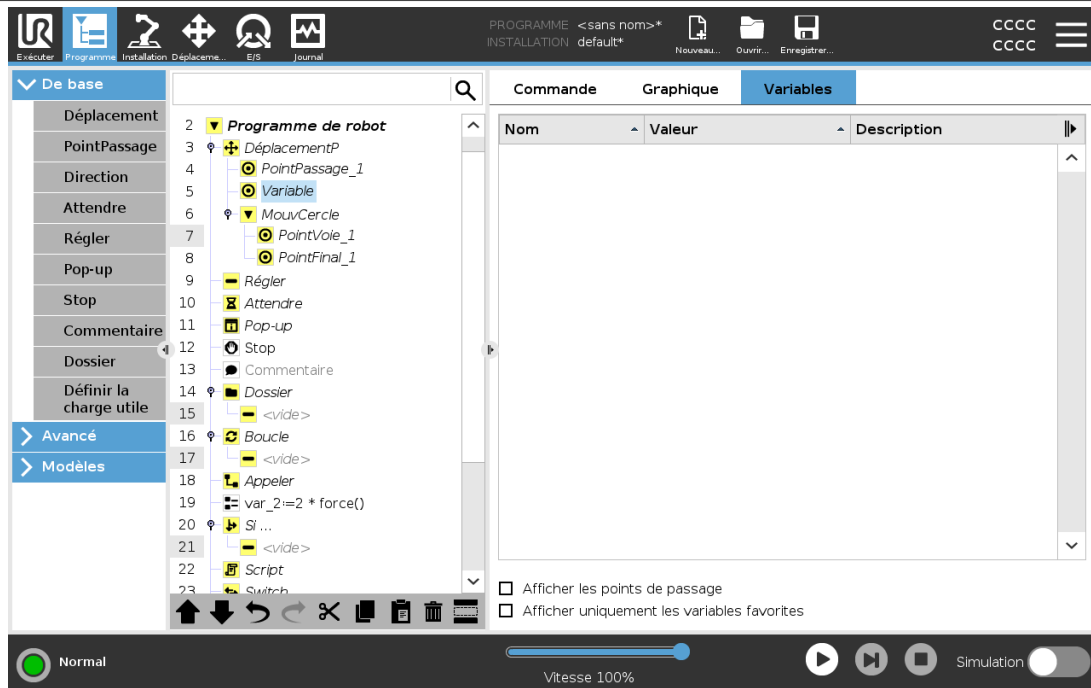 PROGRAMME <sans nom>*
INSTALLATION default*
CCCC
CCCC
UR
Exécuter
Programme
Installation
Déplaceme...
E/S
Journal
Nouveau...
Ouvrir...
Enregistrer...
De base
Déplacement
PointPassage
Direction
Attendre
Régler
Pop-up
Stop
Commentaire
Dossier
Définir la
charge utile
Avancé
Modèles
2 Programme de robot
3 DéplacementP
4 PointPassage_1
5 Variable
6 MouvCercle
7 PointVoie_1
8 PointFinal_1
9 Régler
10 Attendre
11 Pop-up
12 Stop
13 Commentaire
14 Dossier
15 <vide>
16 Boucle
17 <vide>
18 Appeler
19 var_2:=2 * force()
20 Si ...
21 <vide>
22 Script
23 Switch
Commande
Graphique
Variables
Nom
Valeur
Description
Afficher les points de passage
Afficher uniquement les variables favorites
Normal
Vitesse 100%
Simulation